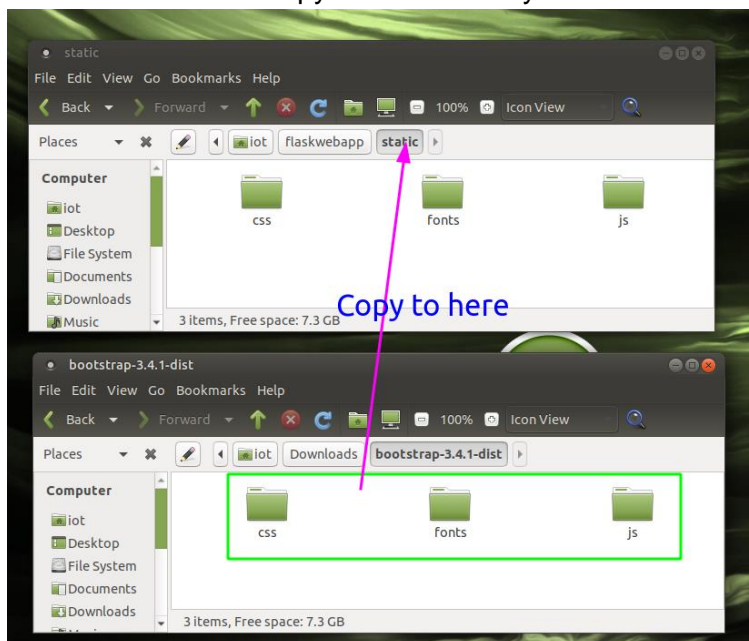 static
File Edit View Go Bookmarks Help
Back Forward 100% Icon View
Places iot flaskwebapp static
Computer
iot
Desktop
File System
Documents
Downloads
Music
css fonts js
Copy to here
3 items, Free space: 7.3 GB
bootstrap-3.4.1-dist
File Edit View Go Bookmarks Help
Back Forward 100% Icon View
Places iot Downloads bootstrap-3.4.1-dist
Computer
iot
Desktop
File System
Documents
Downloads
css fonts js
3 items, Free space: 7.3 GB